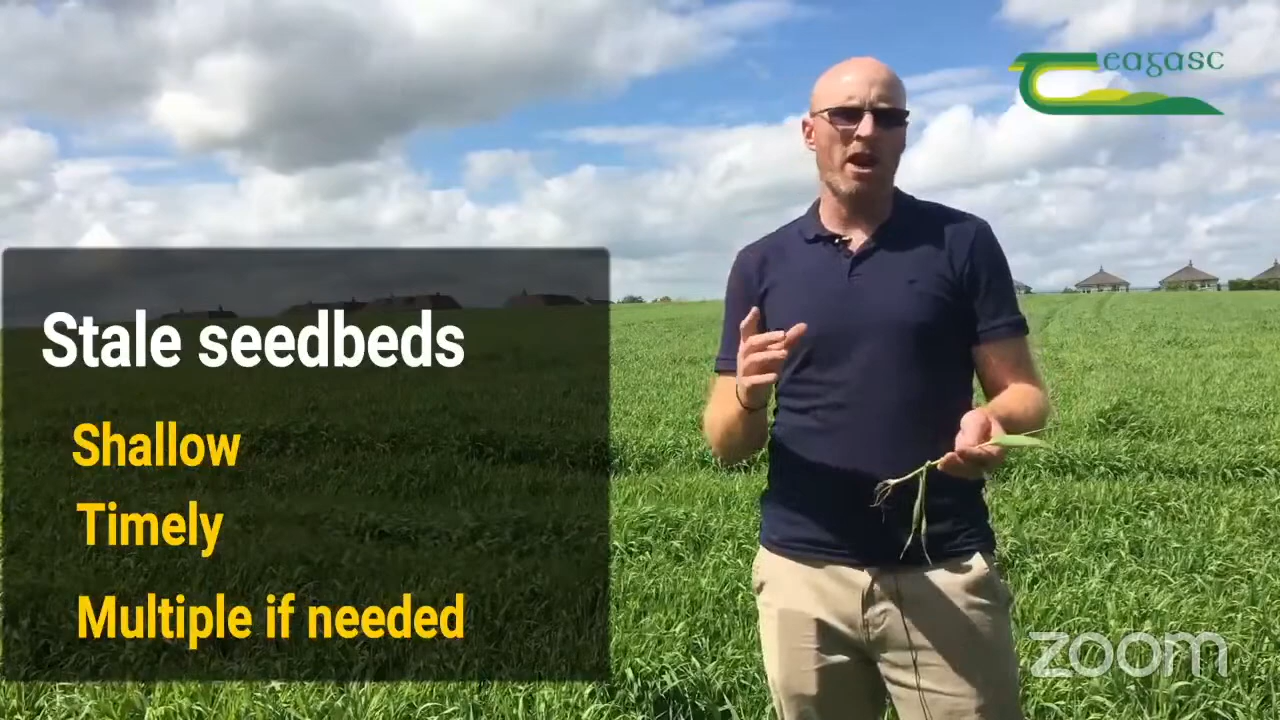 Teagasc
Stale seedbeds
Shallow
Timely
Multiple if needed
zoom